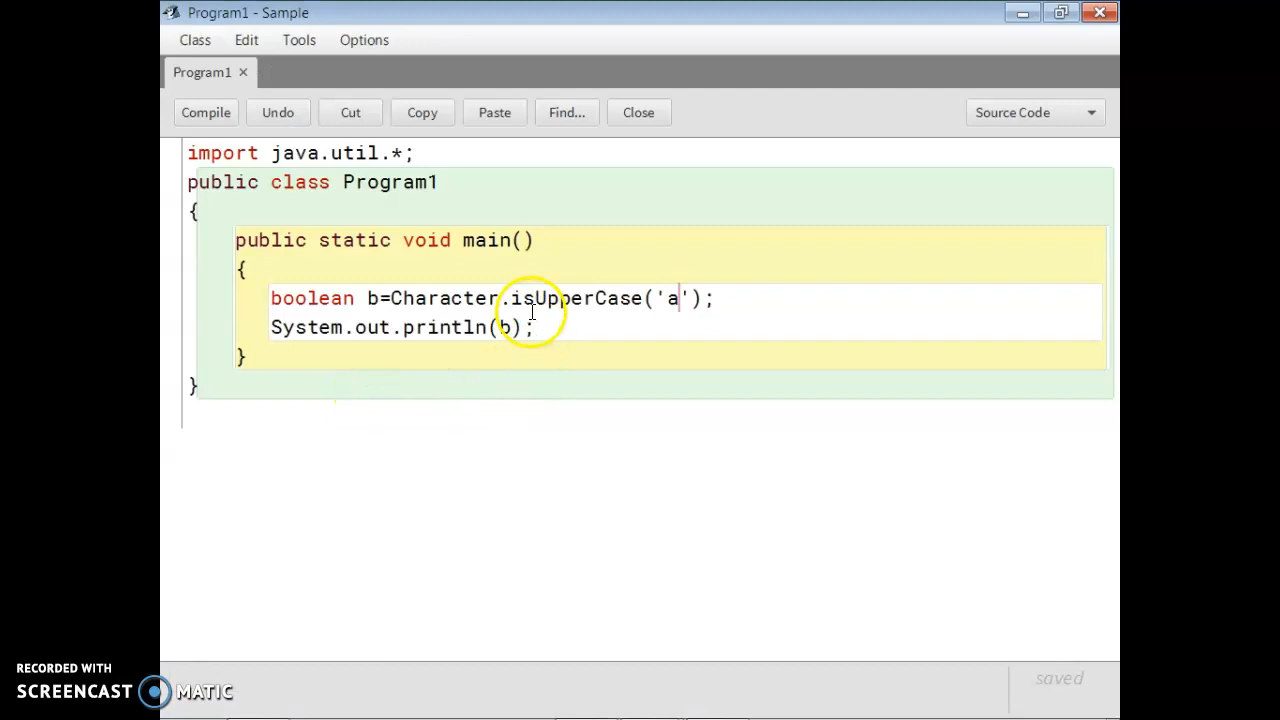 Program1 - Sample
Class Edit Tools Options
Program1 ×
Compile Undo Cut Copy Paste Find... Close Source Code
import java.util.*;
public class Program1
{
public static void main()
{
boolean b=Character.isUpperCase('a');
System.out.println(b);
}
}
saved
RECORDED WITH
SCREENCAST MATIC